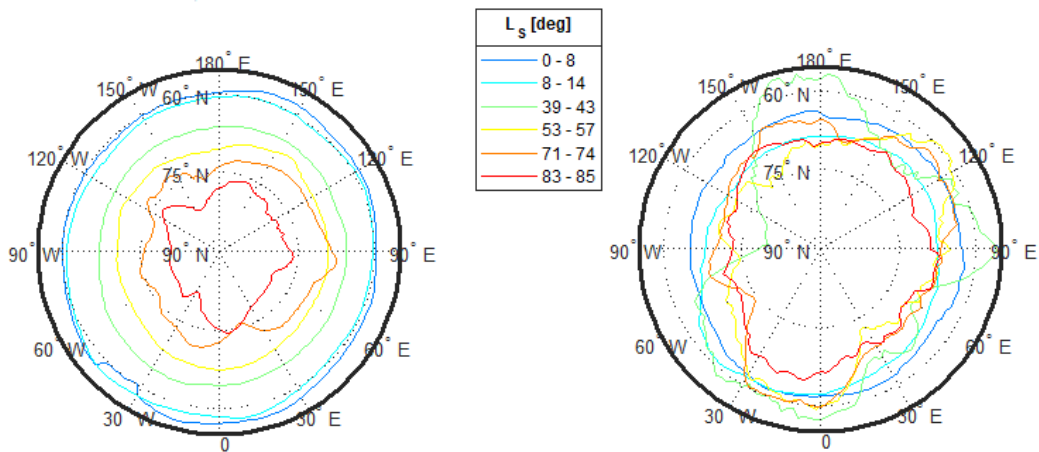 L_S [deg]
0 - 8
8 - 14
39 - 43
53 - 57
71 - 74
83 - 85
180° E
150° W
150° E
60° N
120° W
120° E
75° N
90° W
90° N
90° E
60° W
60° E
30° W
30° E
0
180° E
150° W
150° E
60° N
120° W
120° E
75° N
90° W
90° N
90° E
60° W
60° E
30° W
30° E
0